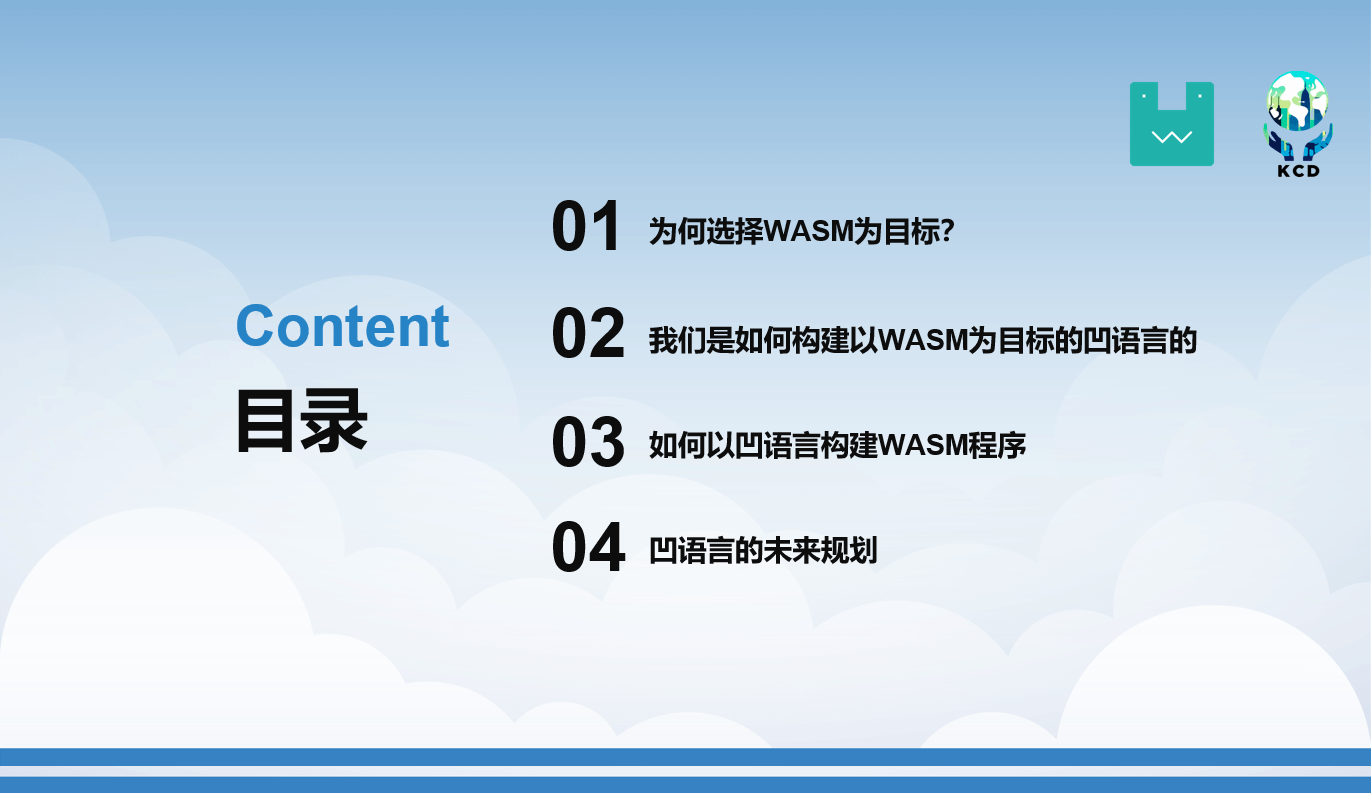 KCD
01 为何选择WASM为目标?
02 我们是如何构建以WASM为目标的凹语言的
Content
目录
03 如何以凹语言构建WASM程序
04 凹语言的未来规划